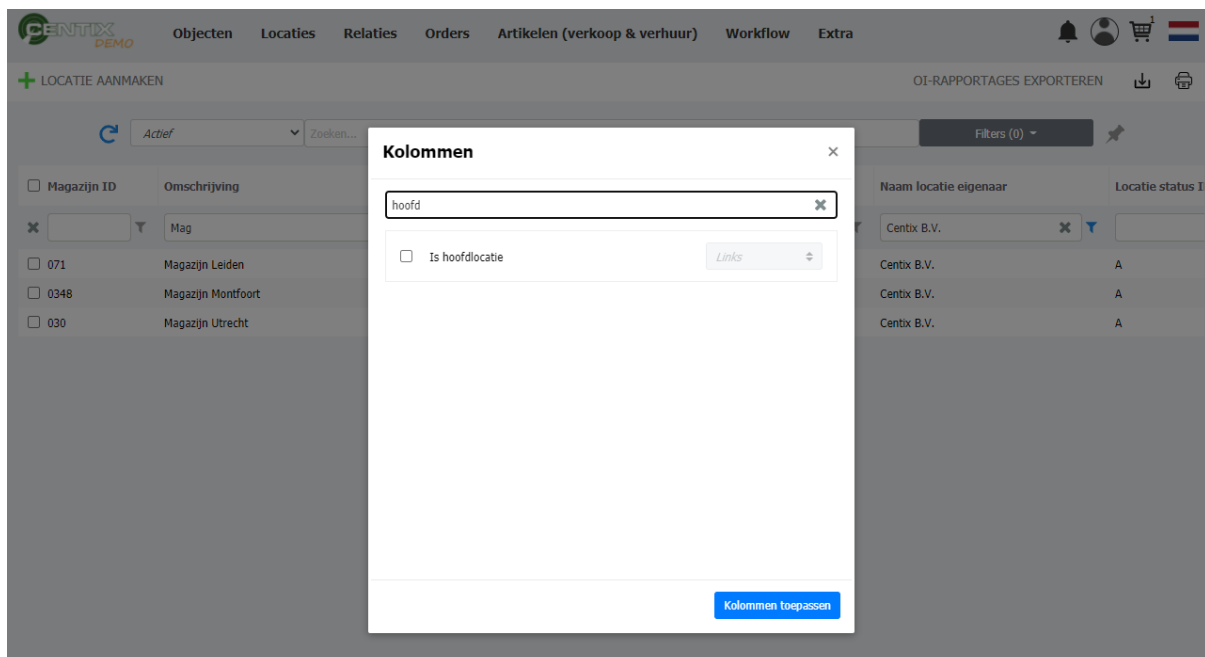 CENTIX DEMO
Objecten Locaties Relaties Orders Artikelen (verkoop & verhuur) Workflow Extra 1
LOCATIE AANMAKEN OI-RAPPORTAGES EXPORTEREN
Actief Zoeken... Filters (0)
Kolommen ×
Magazijn ID Omschrijving Naam locatie eigenaar Locatie status I
hoofd
Mag Centix B.V.
Is hoofdlocatie Links
071 Magazijn Leiden Centix B.V. A
0348 Magazijn Montfoort Centix B.V. A
030 Magazijn Utrecht Centix B.V. A
Kolommen toepassen